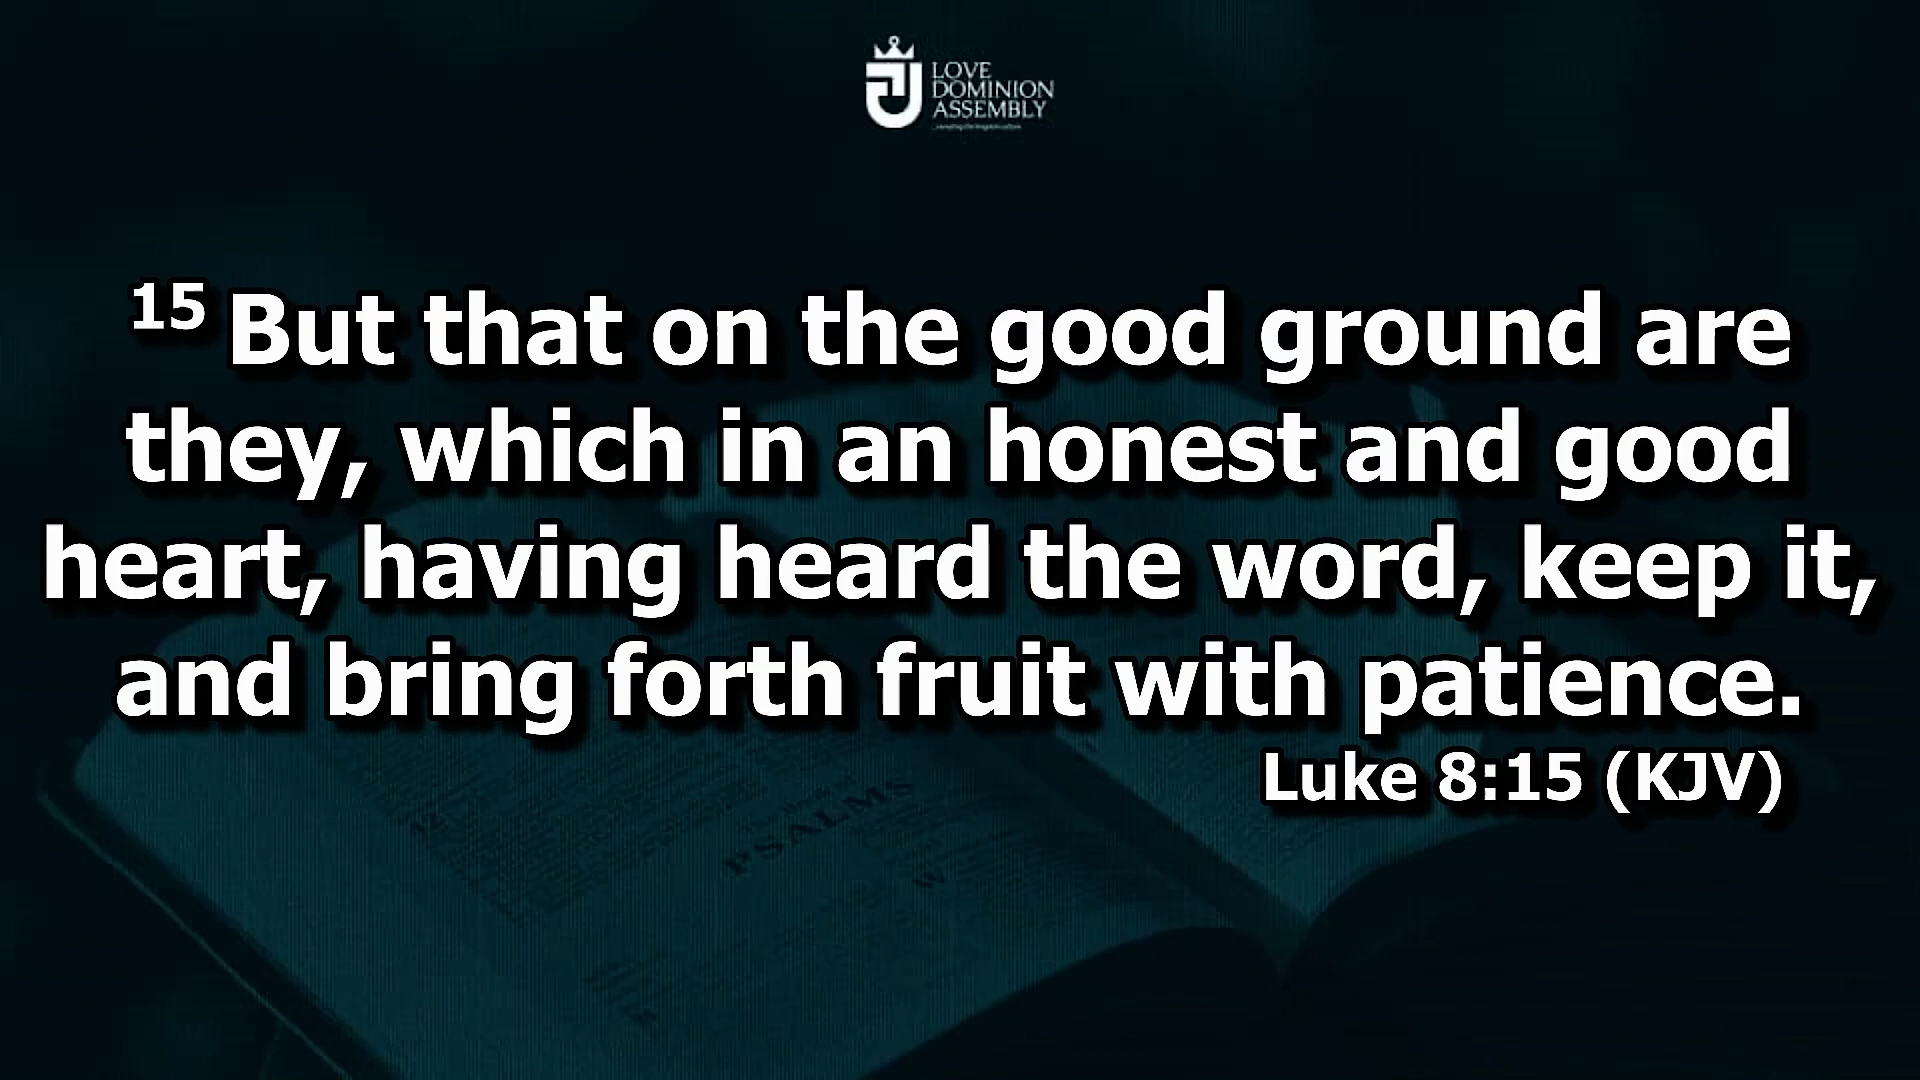 LOVE
DOMINION
ASSEMBLY
15 But that on the good ground are
they, which in an honest and good
heart, having heard the word, keep it,
and bring forth fruit with patience.
Luke 8:15 (KJV)
PSALMS